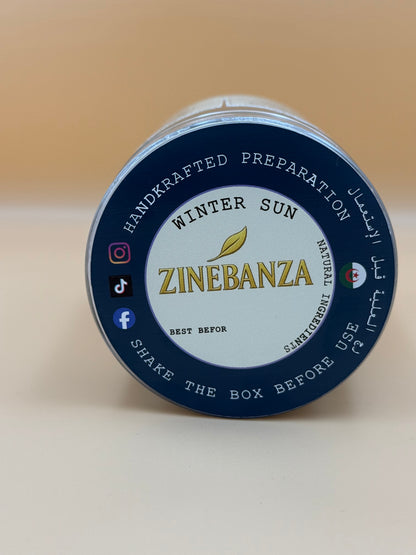 HANDKRAFTED PREPARATION
WINTER SUN
ZINEBANZA
NATURAL INGREDIENTS
BEST BEFOR
SHAKE THE BOX BEFORE USE
رج العلبة قبل الإستعمال